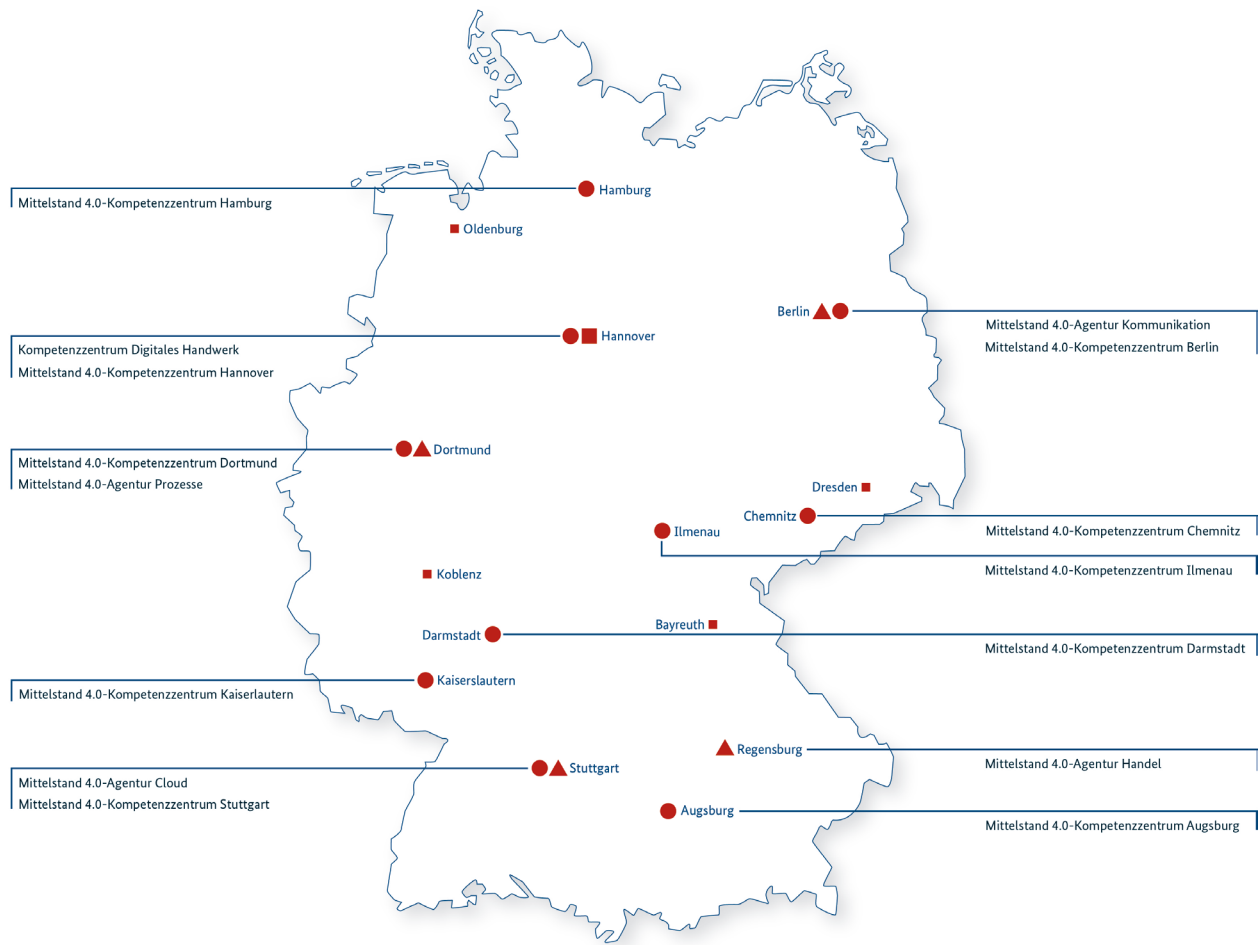 Hamburg
Mittelstand 4.0-Kompetenzzentrum Hamburg
Oldenburg
Berlin
Mittelstand 4.0-Agentur Kommunikation
Mittelstand 4.0-Kompetenzzentrum Berlin
Hannover
Kompetenzzentrum Digitales Handwerk
Mittelstand 4.0-Kompetenzzentrum Hannover
Dortmund
Mittelstand 4.0-Kompetenzzentrum Dortmund
Mittelstand 4.0-Agentur Prozesse
Dresden
Chemnitz
Mittelstand 4.0-Kompetenzzentrum Chemnitz
Ilmenau
Mittelstand 4.0-Kompetenzzentrum Ilmenau
Koblenz
Bayreuth
Darmstadt
Mittelstand 4.0-Kompetenzzentrum Darmstadt
Kaiserslautern
Mittelstand 4.0-Kompetenzzentrum Kaiserlautern
Regensburg
Mittelstand 4.0-Agentur Handel
Stuttgart
Mittelstand 4.0-Agentur Cloud
Mittelstand 4.0-Kompetenzzentrum Stuttgart
Augsburg
Mittelstand 4.0-Kompetenzzentrum Augsburg